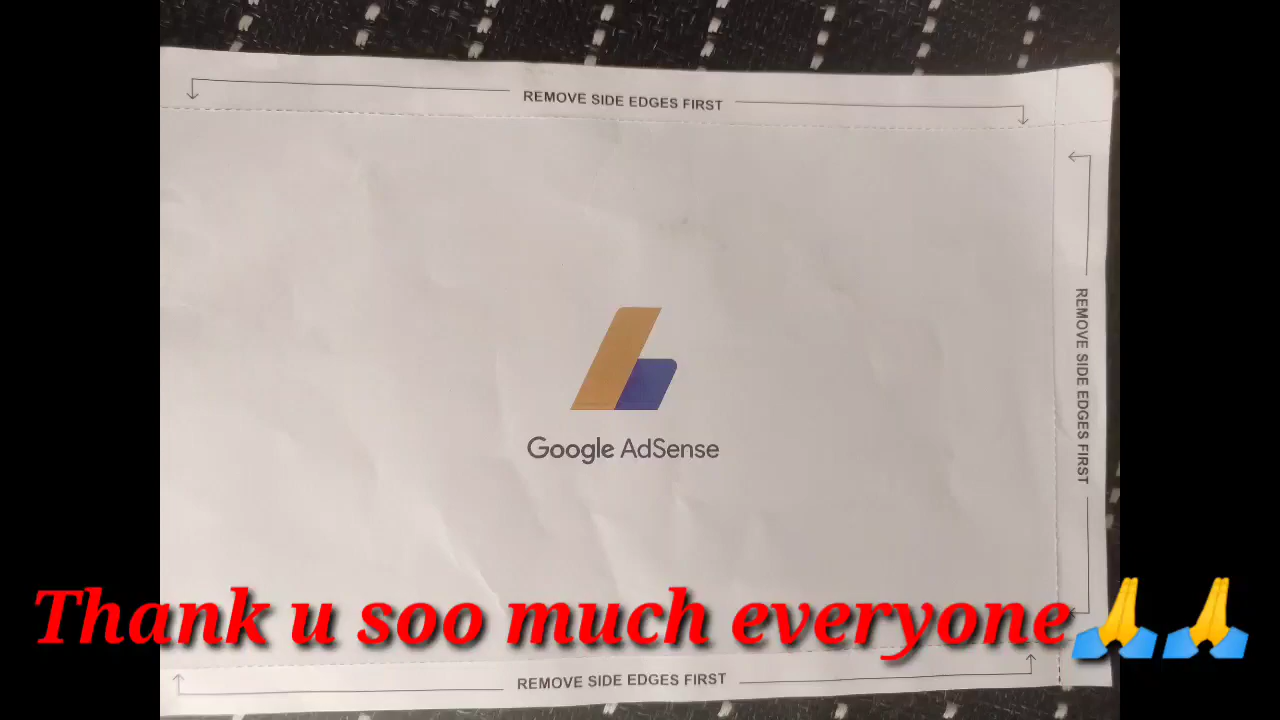 REMOVE SIDE EDGES FIRST
REMOVE SIDE EDGES FIRST
Google AdSense
Thank u soo much everyone🙏🙏
REMOVE SIDE EDGES FIRST